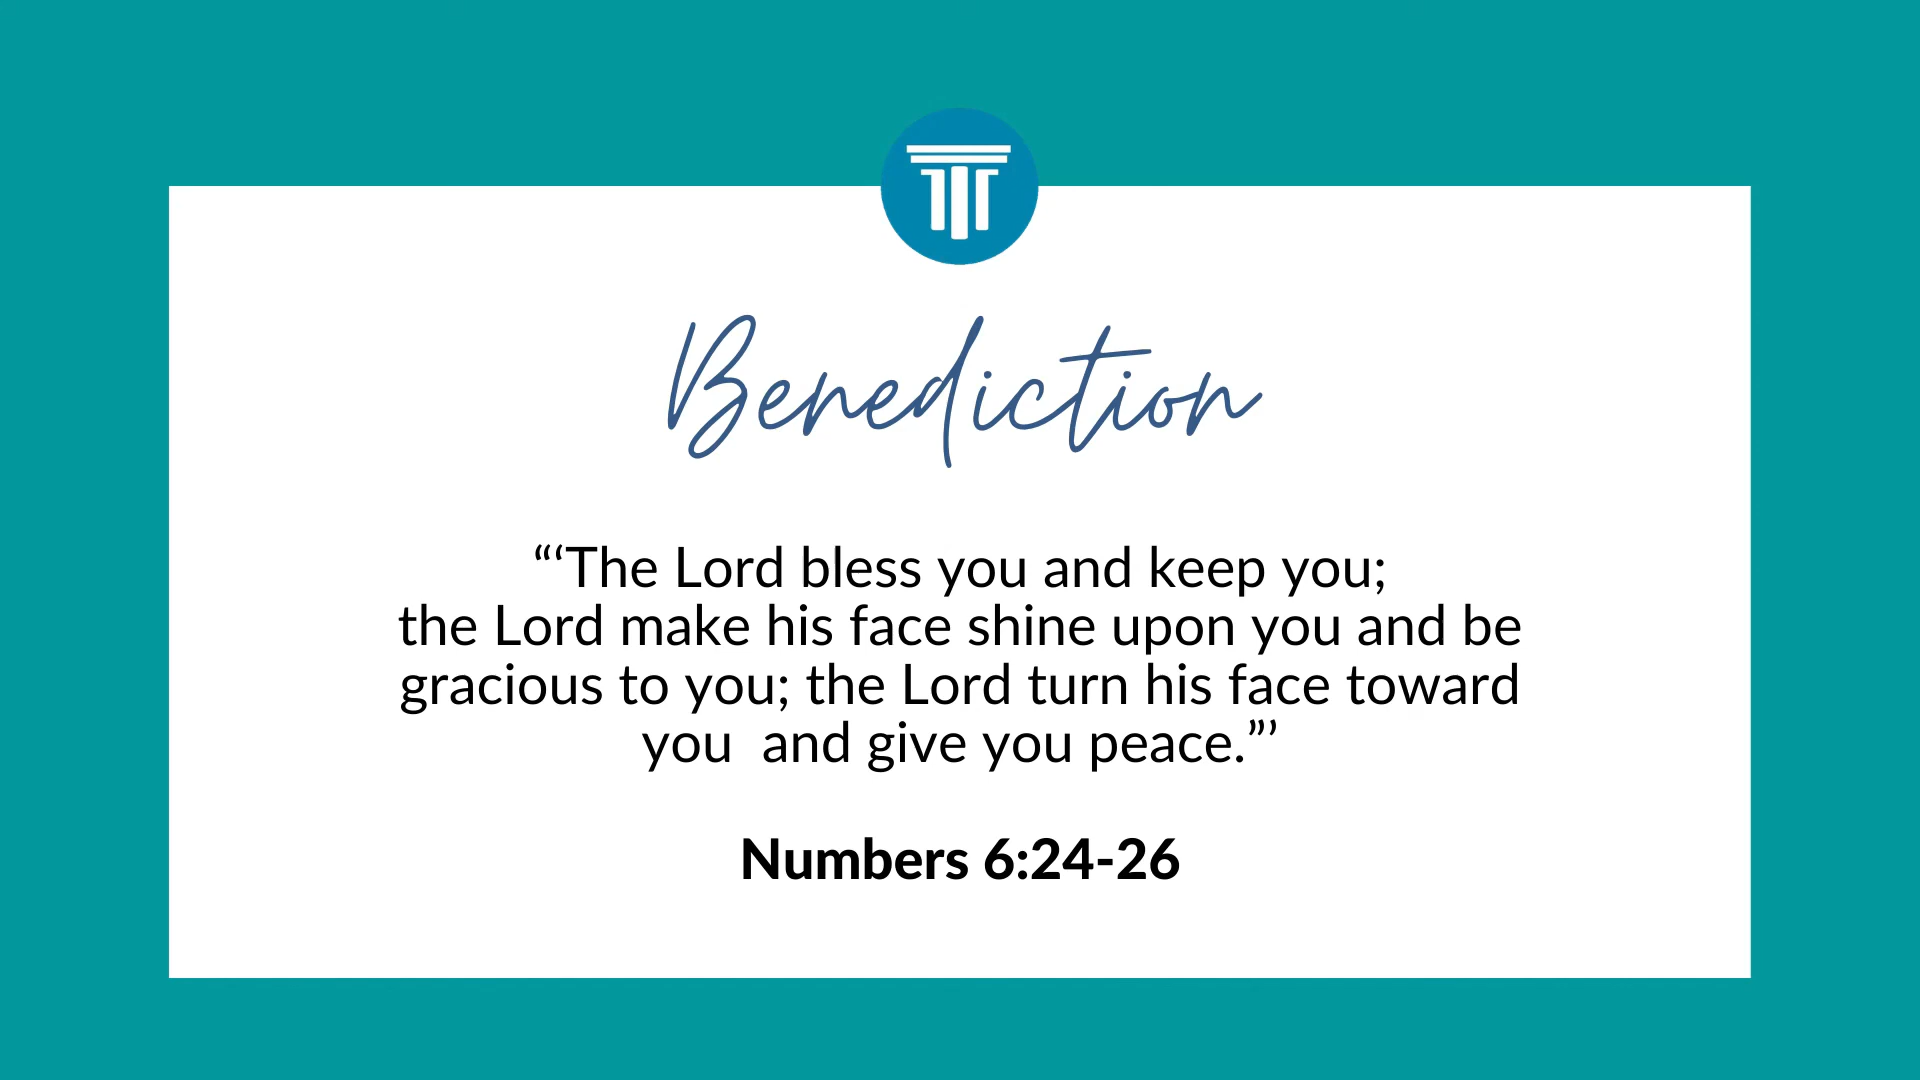 Benediction
“‘The Lord bless you and keep you;
the Lord make his face shine upon you and be
gracious to you; the Lord turn his face toward
you  and give you peace.”’
Numbers 6:24-26